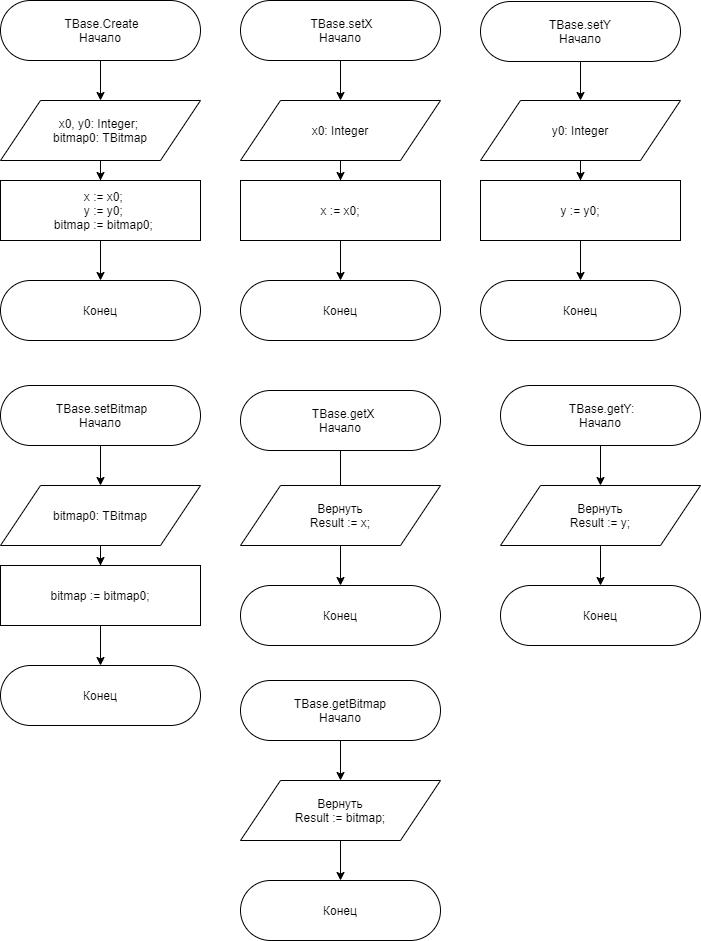 TBase.Create
Начало
x0, y0: Integer;
bitmap0: TBitmap
x := x0;
y := y0;
bitmap := bitmap0;
Конец
TBase.setX
Начало
x0: Integer
x := x0;
Конец
TBase.setY
Начало
y0: Integer
y := y0;
Конец
TBase.setBitmap
Начало
bitmap0: TBitmap
bitmap := bitmap0;
Конец
TBase.getX
Начало
Вернуть
Result := x;
Конец
TBase.getY:
Начало
Вернуть
Result := y;
Конец
TBase.getBitmap
Начало
Вернуть
Result := bitmap;
Конец